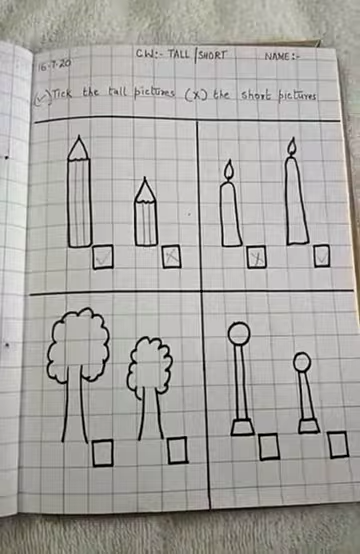 16-7-20 CW:- TALL/SHORT NAME:-
(✓) Tick the tall pictures (x) the short pictures